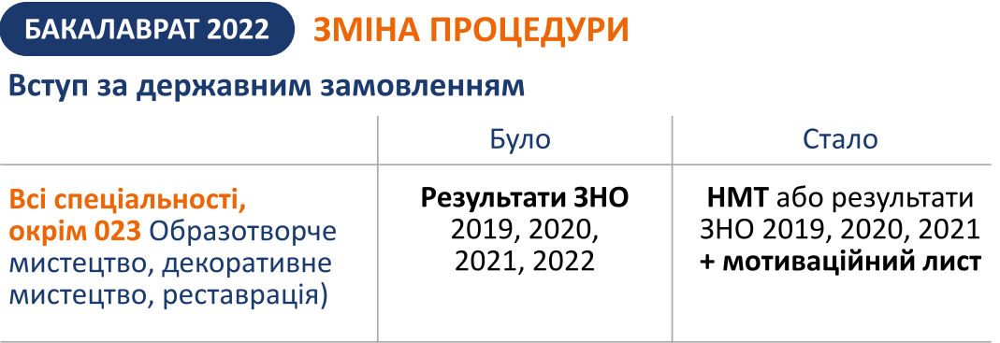 БАКАЛАВРАТ 2022
ЗМІНА ПРОЦЕДУРИ
Вступ за державним замовленням
Було
Стало
Всі спеціальності,
окрім 023 Образотворче
мистецтво, декоративне
мистецтво, реставрація)
Результати ЗНО
2019, 2020,
2021, 2022
НМТ або результати
ЗНО 2019, 2020, 2021
+ мотиваційний лист